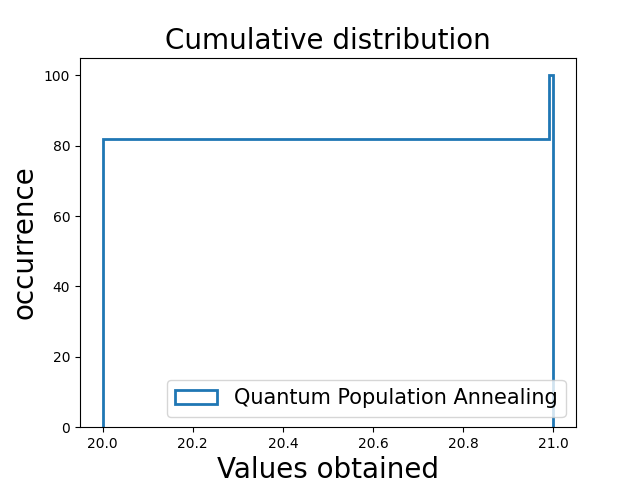 Cumulative distribution
100
80
60
40
20
0
occurrence
Quantum Population Annealing
20.0 20.2 20.4 20.6 20.8 21.0
Values obtained